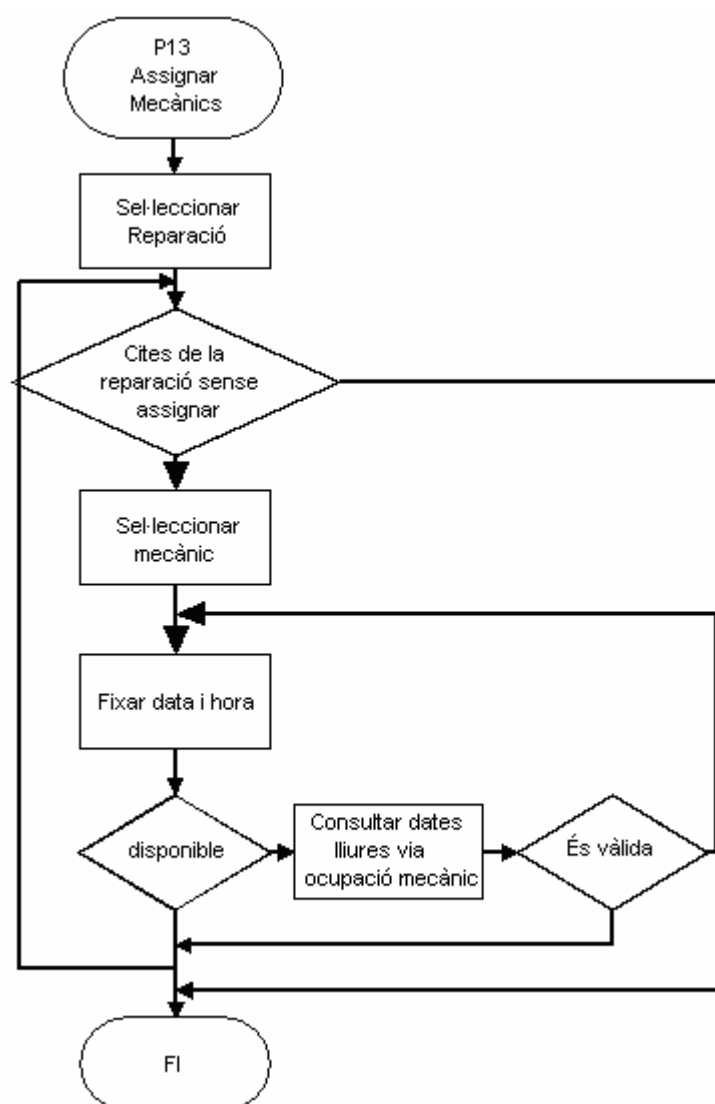 P13
Assignar
Mecànics
Sel·leccionar
Reparació
Cites de la
reparació sense
assignar
Sel·leccionar
mecànic
Fixar data i hora
disponible
Consultar dates
lliures via
ocupació mecànic
És vàlida
FI